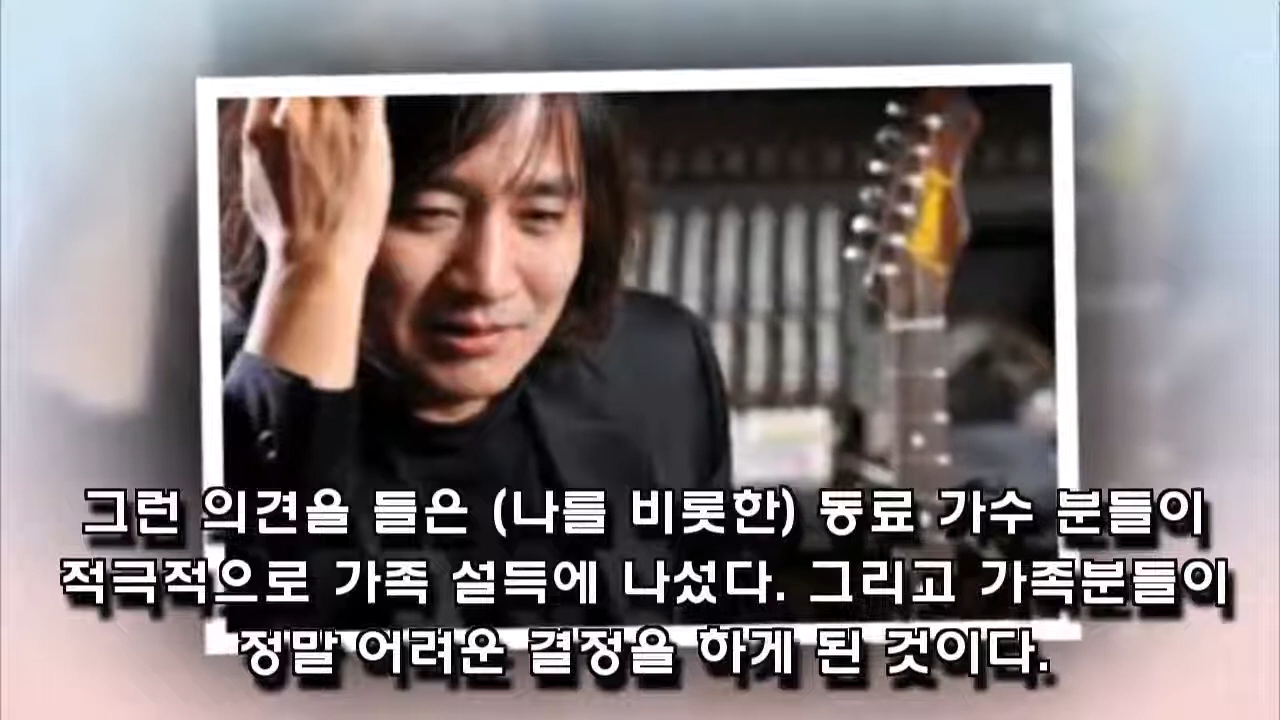 그런 의견을 들은 (나를 비롯한) 동료 가수 분들이
적극적으로 가족 설득에 나섰다. 그리고 가족분들이
정말 어려운 결정을 하게 된 것이다.